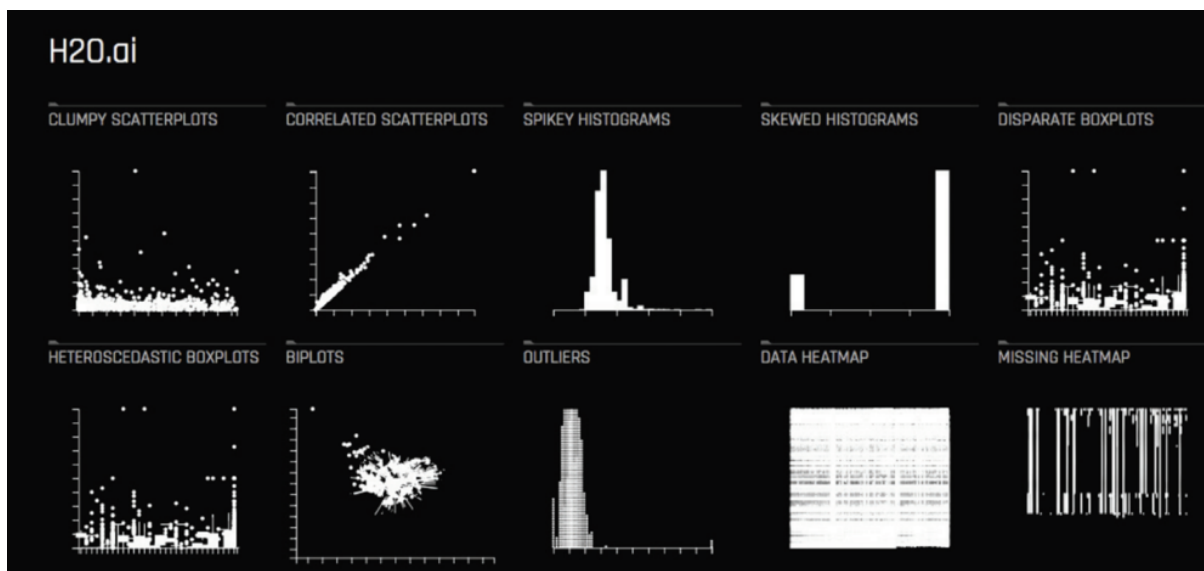 H2O.ai
CLUMPY SCATTERPLOTS
CORRELATED SCATTERPLOTS
SPIKEY HISTOGRAMS
SKEWED HISTOGRAMS
DISPARATE BOXPLOTS
HETEROSCEDASTIC BOXPLOTS
BIPLOTS
OUTLIERS
DATA HEATMAP
MISSING HEATMAP